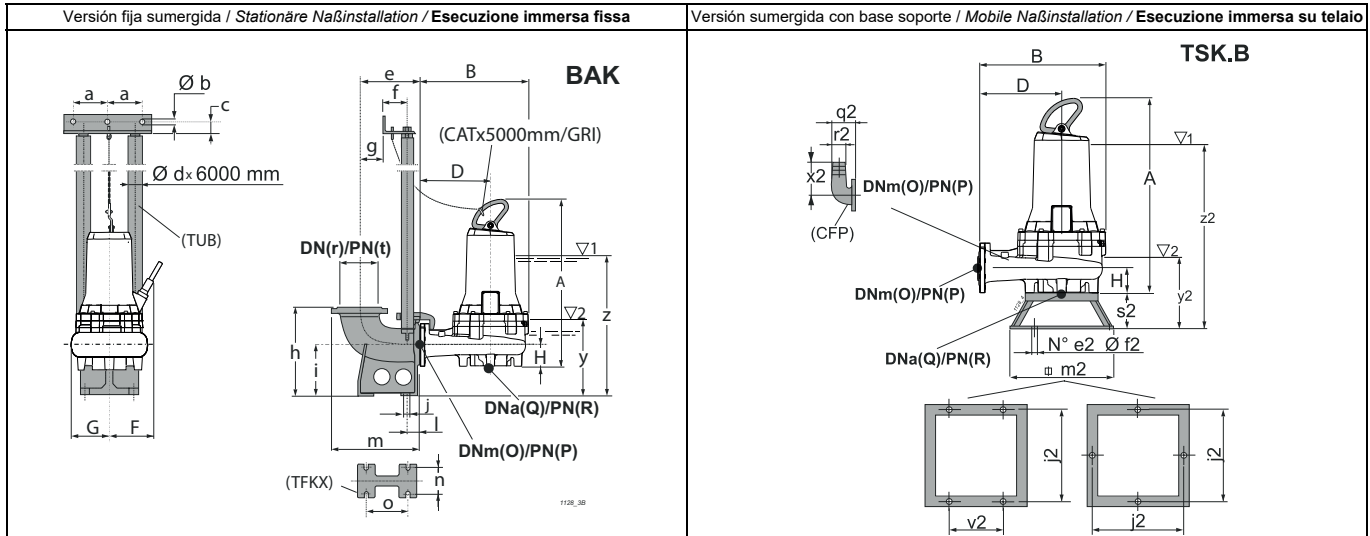 Versión fija sumergida / Stationäre Naßinstallation / Esecuzione immersa fissa
Versión sumergida con base soporte / Mobile Naßinstallation / Esecuzione immersa su telaio
BAK
a a
Ø b
c
Ø d x 6000 mm
(TUB)
G F
e B
f
g
(CATx5000mm/GRI)
D
DN(r)/PN(t)
▽1
A
▽2
z
h
i
H
y
j
l
DNa(Q)/PN(R)
m
DNm(O)/PN(P)
(TFKX)
n
o
1128_3B
TSK.B
B
D
q2
r2
x2
▽1
A
DNm(O)/PN(P)
(CFP)
z2
▽2
H
y2
DNm(O)/PN(P)
s2
DNa(Q)/PN(R)
N° e2 Ø f2
m2
j2
j2
v2
j2